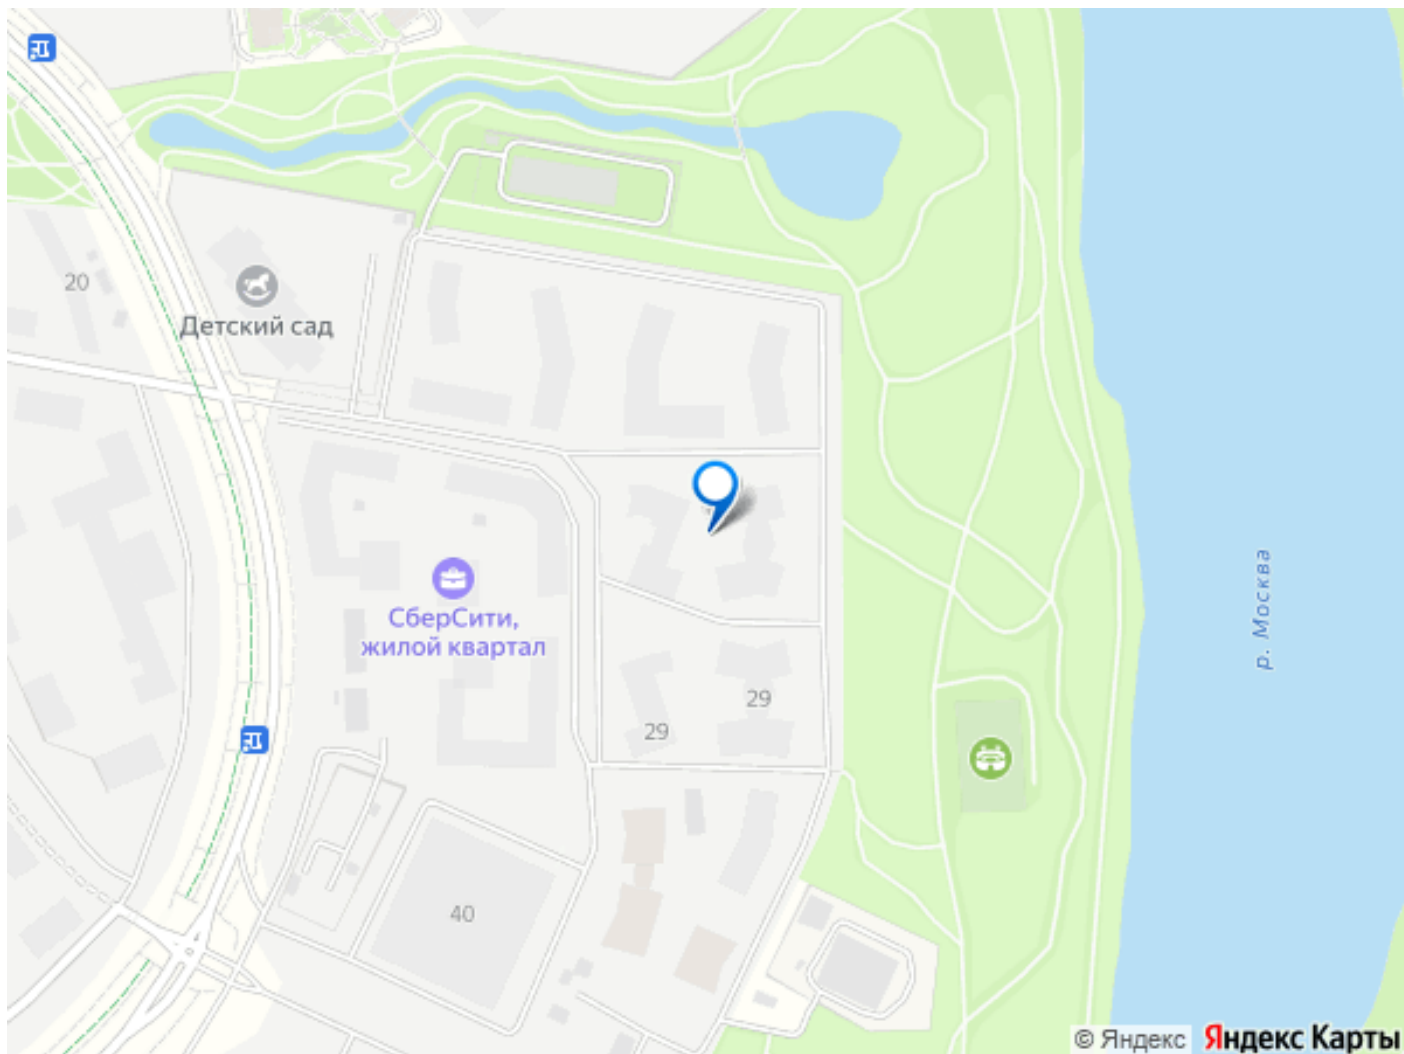 20
Детский сад
СберСити,
жилой квартал
р. Москва
29
29
40
© Яндекс
Яндекс Карты